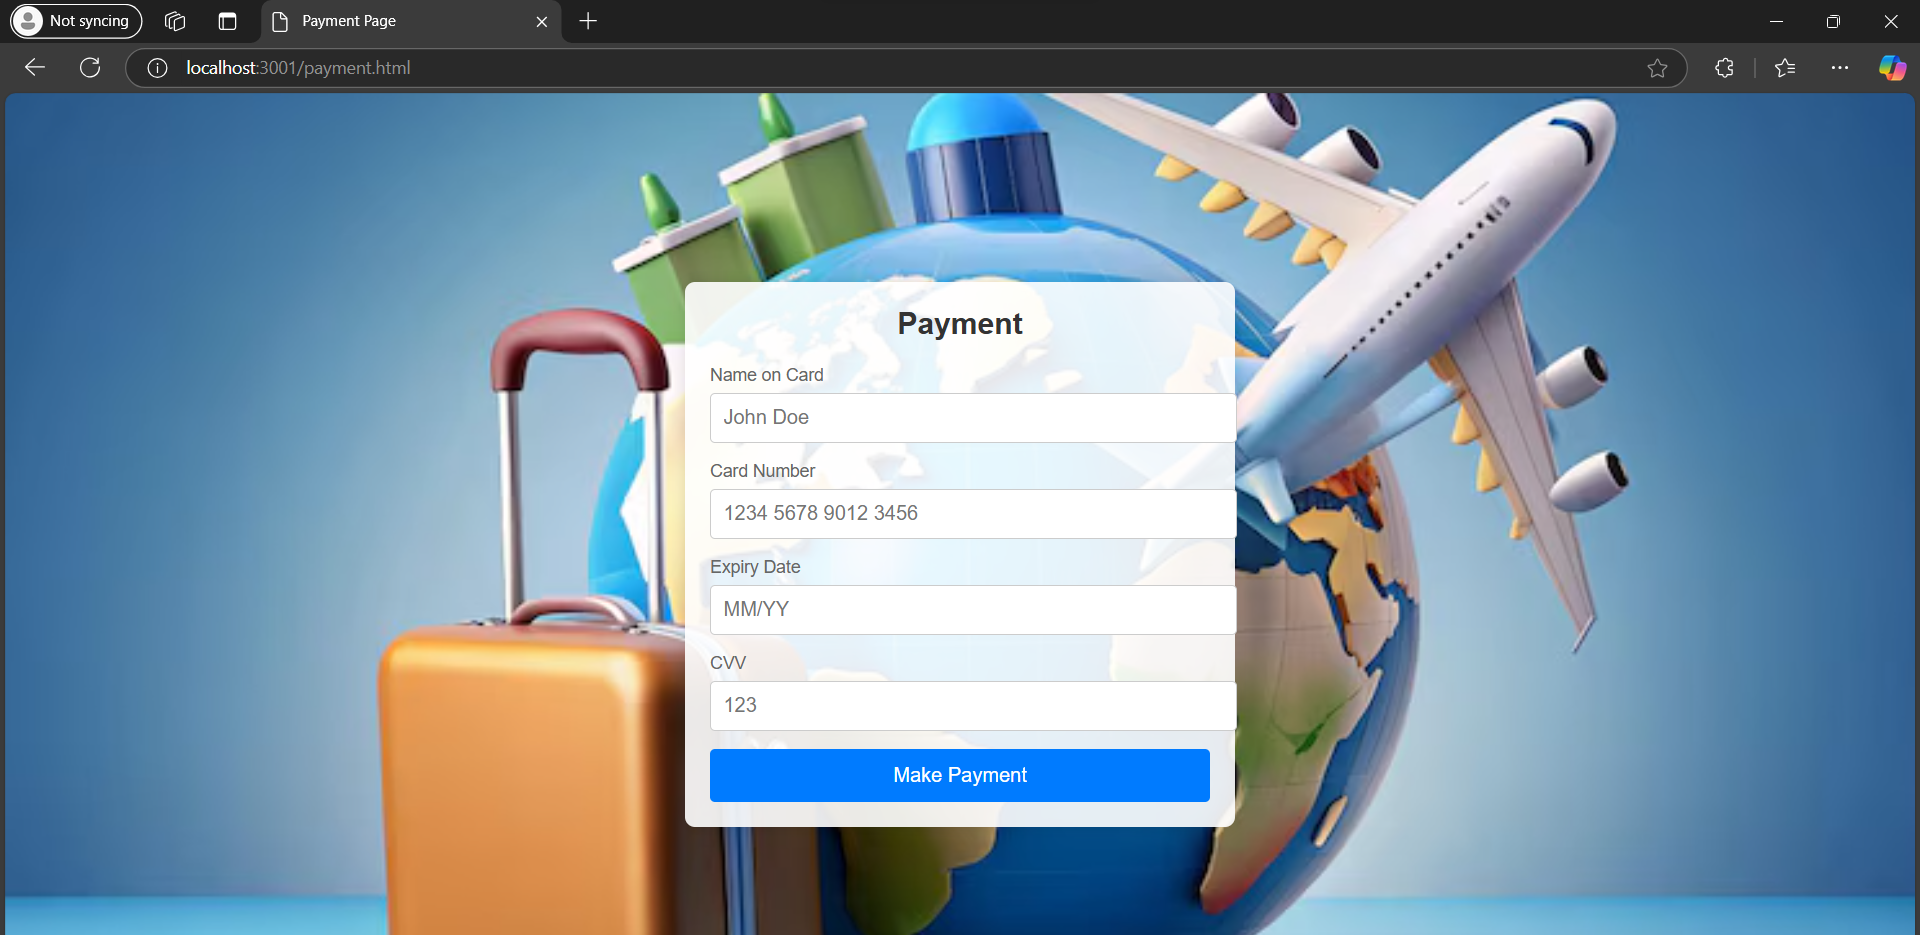 Not syncing
Payment Page
localhost:3001/payment.html
Payment
Name on Card
John Doe
Card Number
1234 5678 9012 3456
Expiry Date
MM/YY
CVV
123
Make Payment